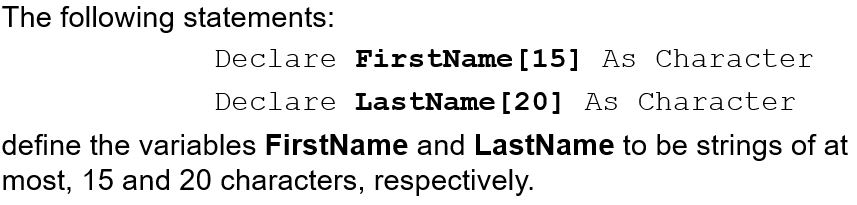 The following statements:
Declare FirstName[15] As Character
Declare LastName[20] As Character
define the variables FirstName and LastName to be strings of at
most, 15 and 20 characters, respectively.